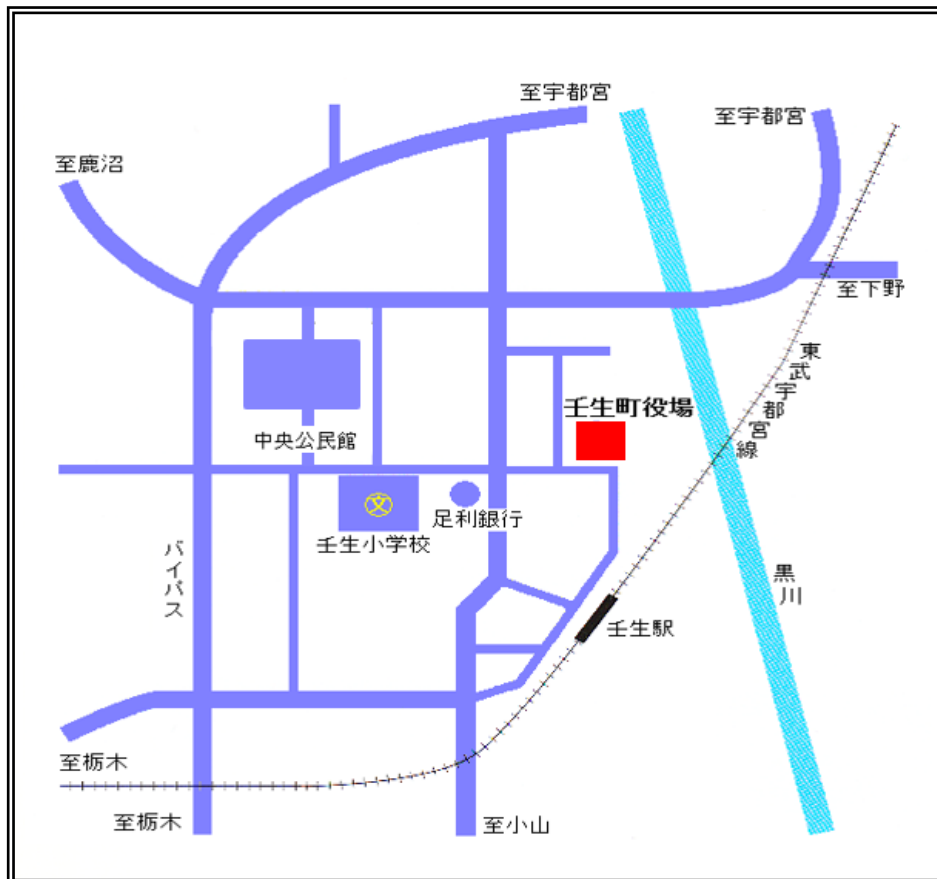 至宇都宮
至宇都宮
至鹿沼
至下野
東武宇都宮線
壬生町役場
中央公民館
足利銀行
文
壬生小学校
バイパス
黒川
壬生駅
至栃木
至栃木
至小山